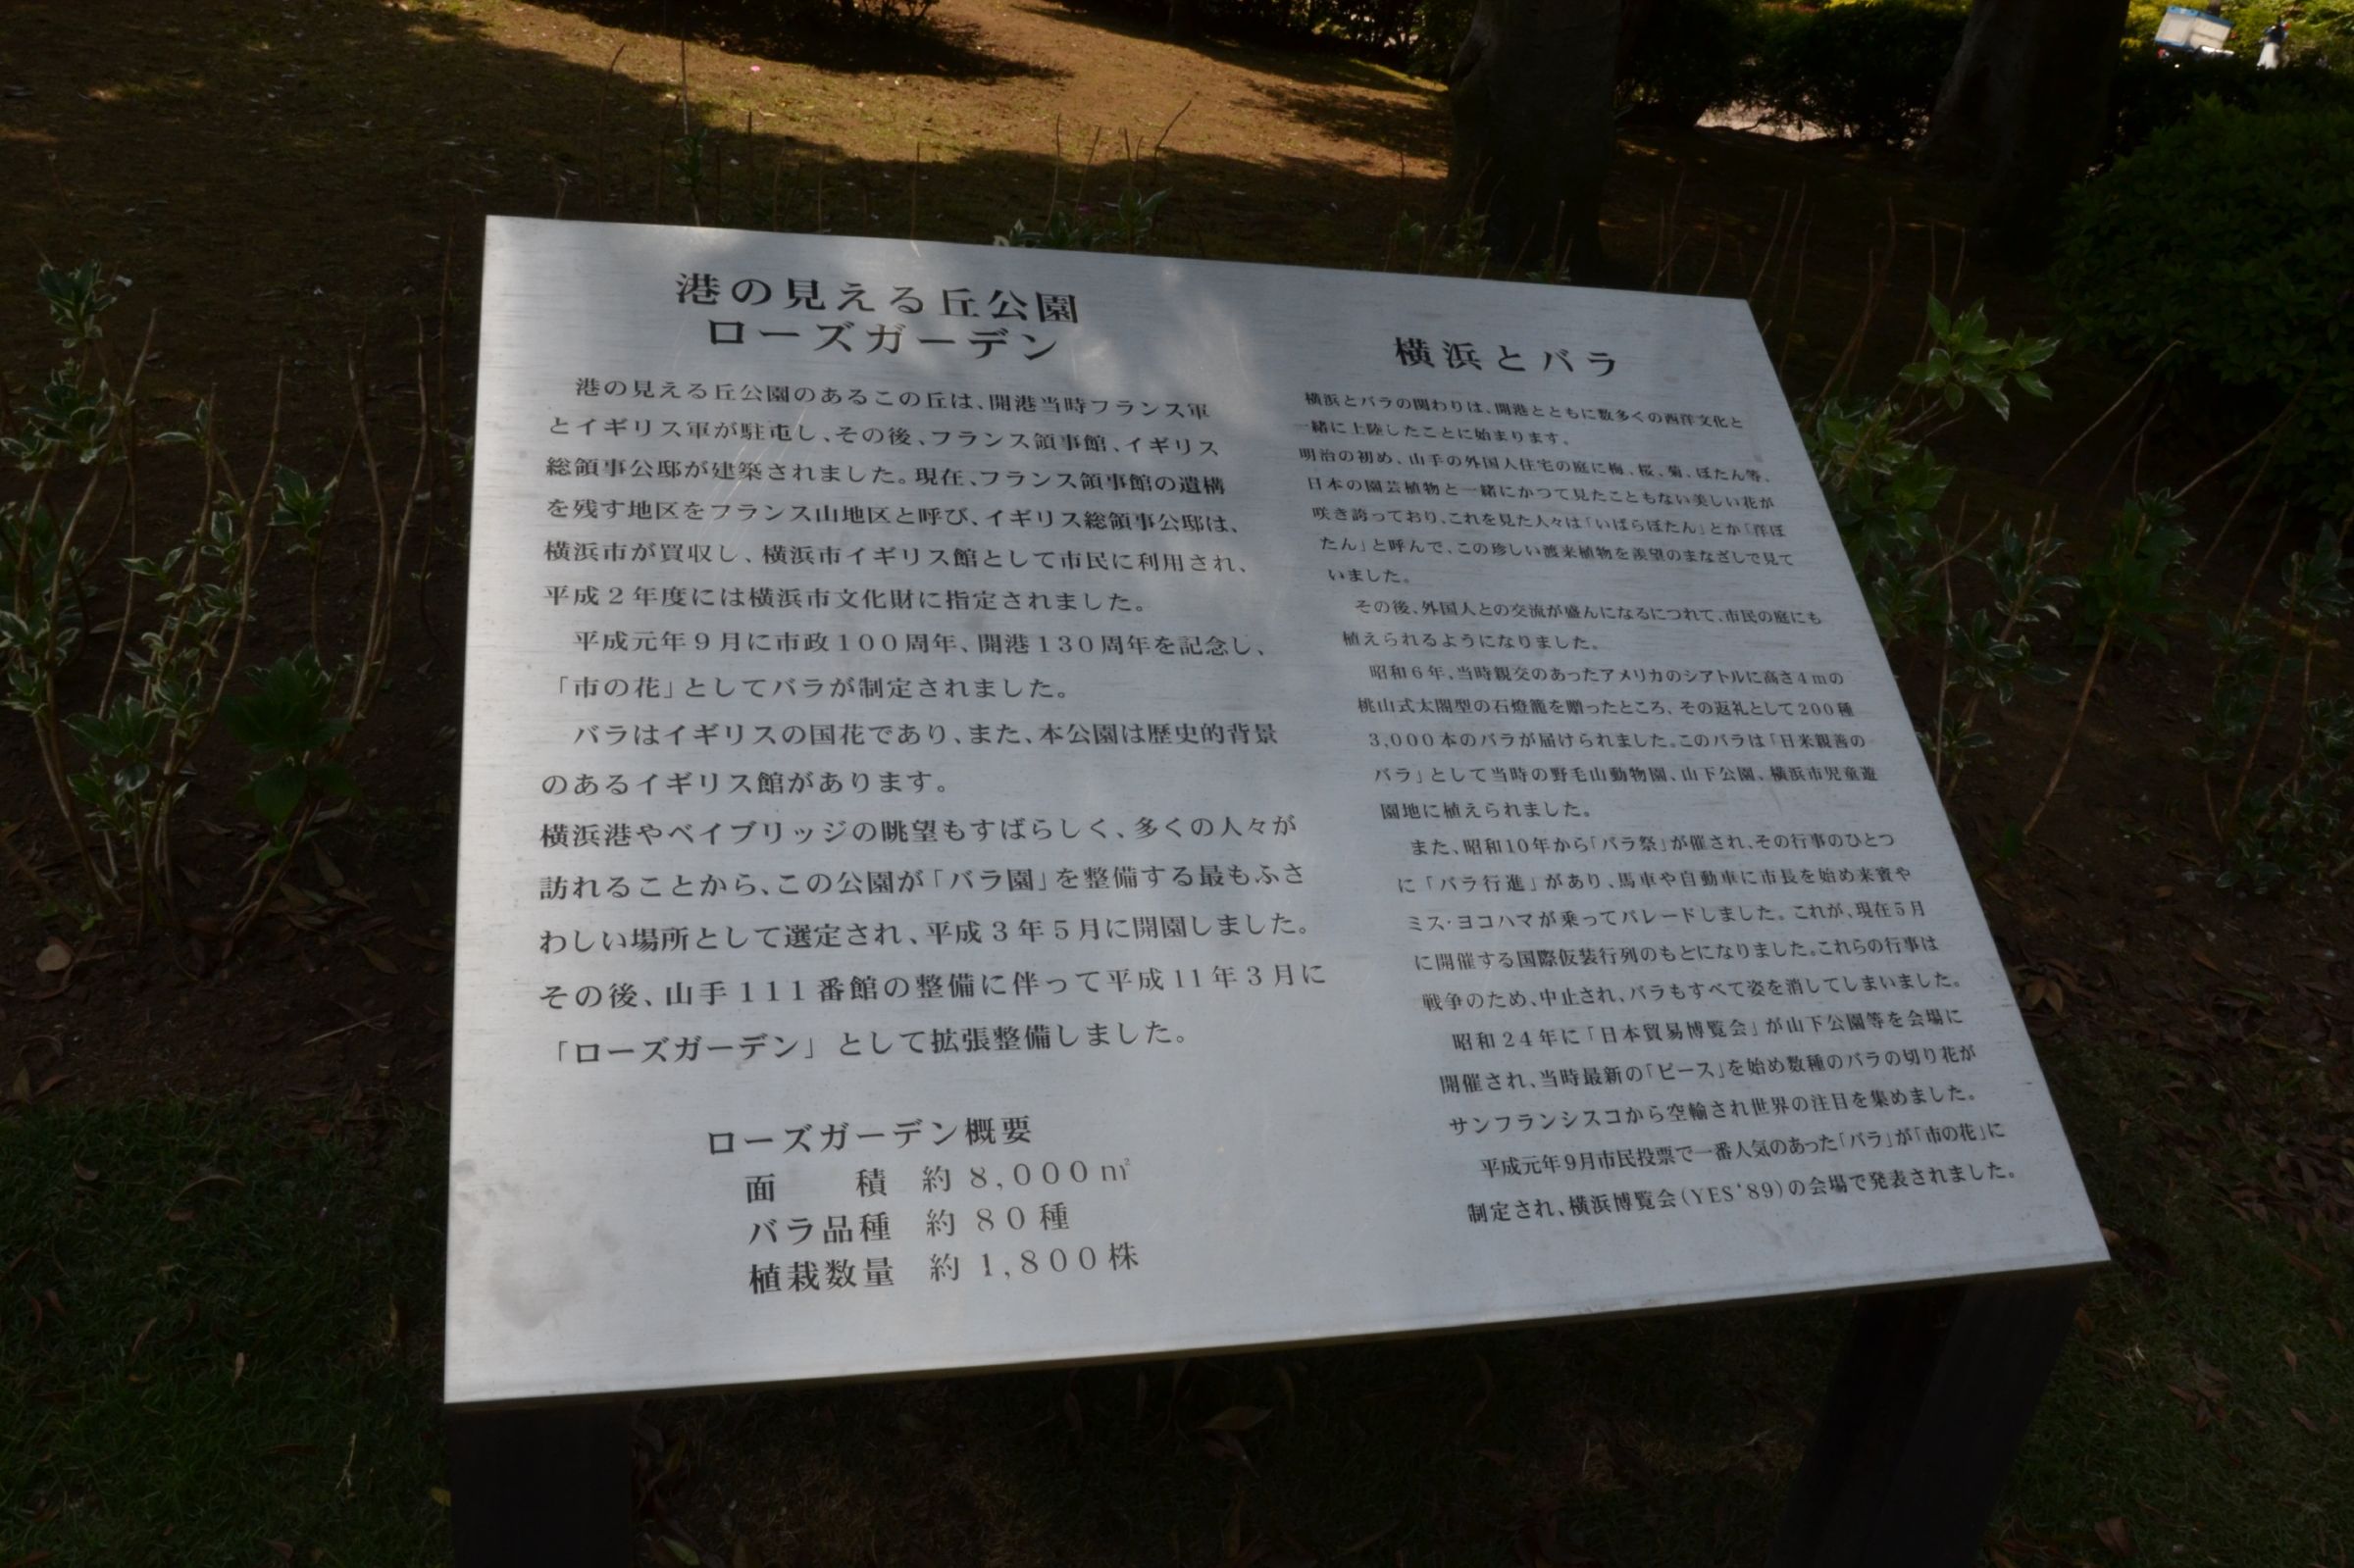 港の見える丘公園
ローズガーデン
港の見える丘公園のあるこの丘は、開港当時フランス軍
とイギリス軍が駐屯し、その後、フランス領事館、イギリス
総領事公邸が建築されました。現在、フランス領事館の遺構
を残す地区をフランス山地区と呼び、イギリス総領事公邸は、
横浜市が買収し、横浜市イギリス館として市民に利用され、
平成２年度には横浜市文化財に指定されました。
平成元年９月に市政１００周年、開港１３０周年を記念し、
「市の花」としてバラが制定されました。
バラはイギリスの国花であり、また、本公園は歴史的背景
のあるイギリス館があります。
横浜港やベイブリッジの眺望もすばらしく、多くの人々が
訪れることから、この公園が「バラ園」を整備する最もふさ
わしい場所として選定され、平成３年５月に開園しました。
その後、山手１１１番館の整備に伴って平成11年３月に
「ローズガーデン」として拡張整備しました。
ローズガーデン概要
面　　積　約 8,000㎡
バラ品種　約 80種
植栽数量　約 1,800株
横浜とバラ
横浜とバラの関わりは、開港とともに数多くの西洋文化と
一緒に上陸したことに始まります。
明治の初め、山手の外国人住宅の庭に梅、桜、菊、ぼたん等、
日本の園芸植物と一緒にかつて見たこともない美しい花が
咲き誇っており、これを見た人々は「いばらぼたん」とか「洋ぼ
たん」と呼んで、この珍しい渡来植物を羨望のまなざしで見て
いました。
その後、外国人との交流が盛んになるにつれて、市民の庭にも
植えられるようになりました。
昭和６年、当時親交のあったアメリカのシアトルに高さ４ｍの
桃山式太閤型の石燈籠を贈ったところ、その返礼として200種
3,000本のバラが届けられました。このバラは「日米親善の
バラ」として当時の野毛山動物園、山下公園、横浜市児童遊
園地に植えられました。
また、昭和10年から「バラ祭」が催され、その行事のひとつ
に「バラ行進」があり、馬車や自動車に市長を始め来賓や
ミス・ヨコハマが乗ってパレードしました。これが、現在５月
に開催する国際仮装行列のもとになりました。これらの行事は
戦争のため、中止され、バラもすべて姿を消してしまいました。
昭和２４年に「日本貿易博覧会」が山下公園等を会場に
開催され、当時最新の「ピース」を始め数種のバラの切り花が
サンフランシスコから空輸され世界の注目を集めました。
平成元年９月市民投票で一番人気のあった「バラ」が「市の花」に
制定され、横浜博覧会（YES‘89）の会場で発表されました。